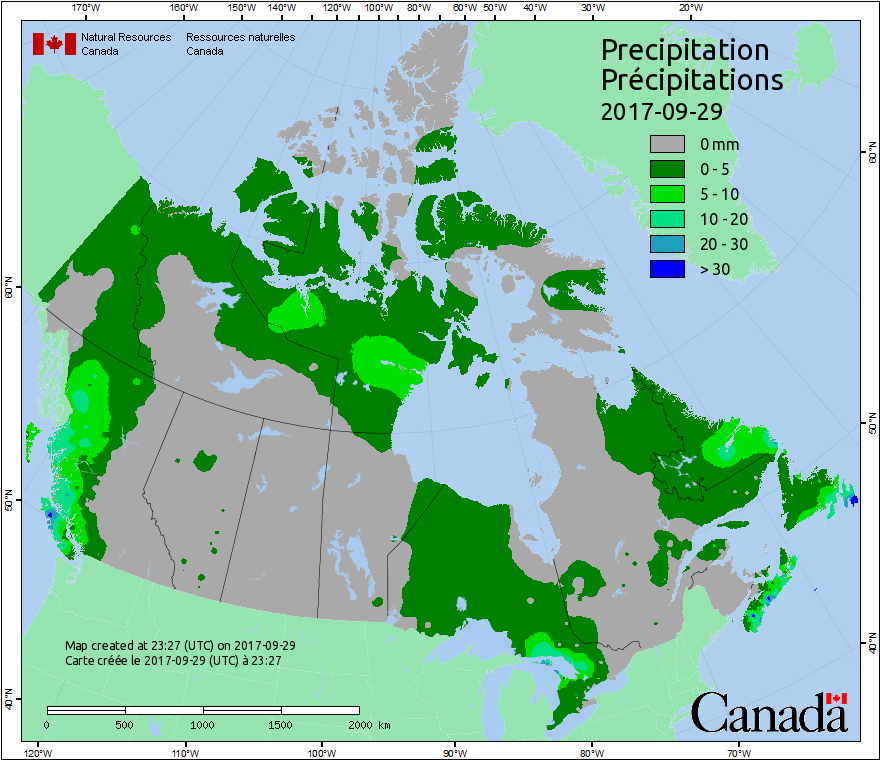 170°W 160°W 150°W 140°W 130°W 120°W 110°W 100°W 90°W 80°W 70°W 60°W 50°W 40°W 30°W 20°W
Natural Resources Ressources naturelles
Canada Canada
Precipitation
Précipitations
2017-09-29
0 mm
0 - 5
5 - 10
10 - 20
20 - 30
> 30
60°N
60°N
50°N
50°N
40°N
40°N
Map created at 23:27 (UTC) on 2017-09-29
Carte créée le 2017-09-29 (UTC) à 23:27
0 500 1000 1500 2000 km
Canada
120°W 110°W 100°W 90°W 80°W 70°W